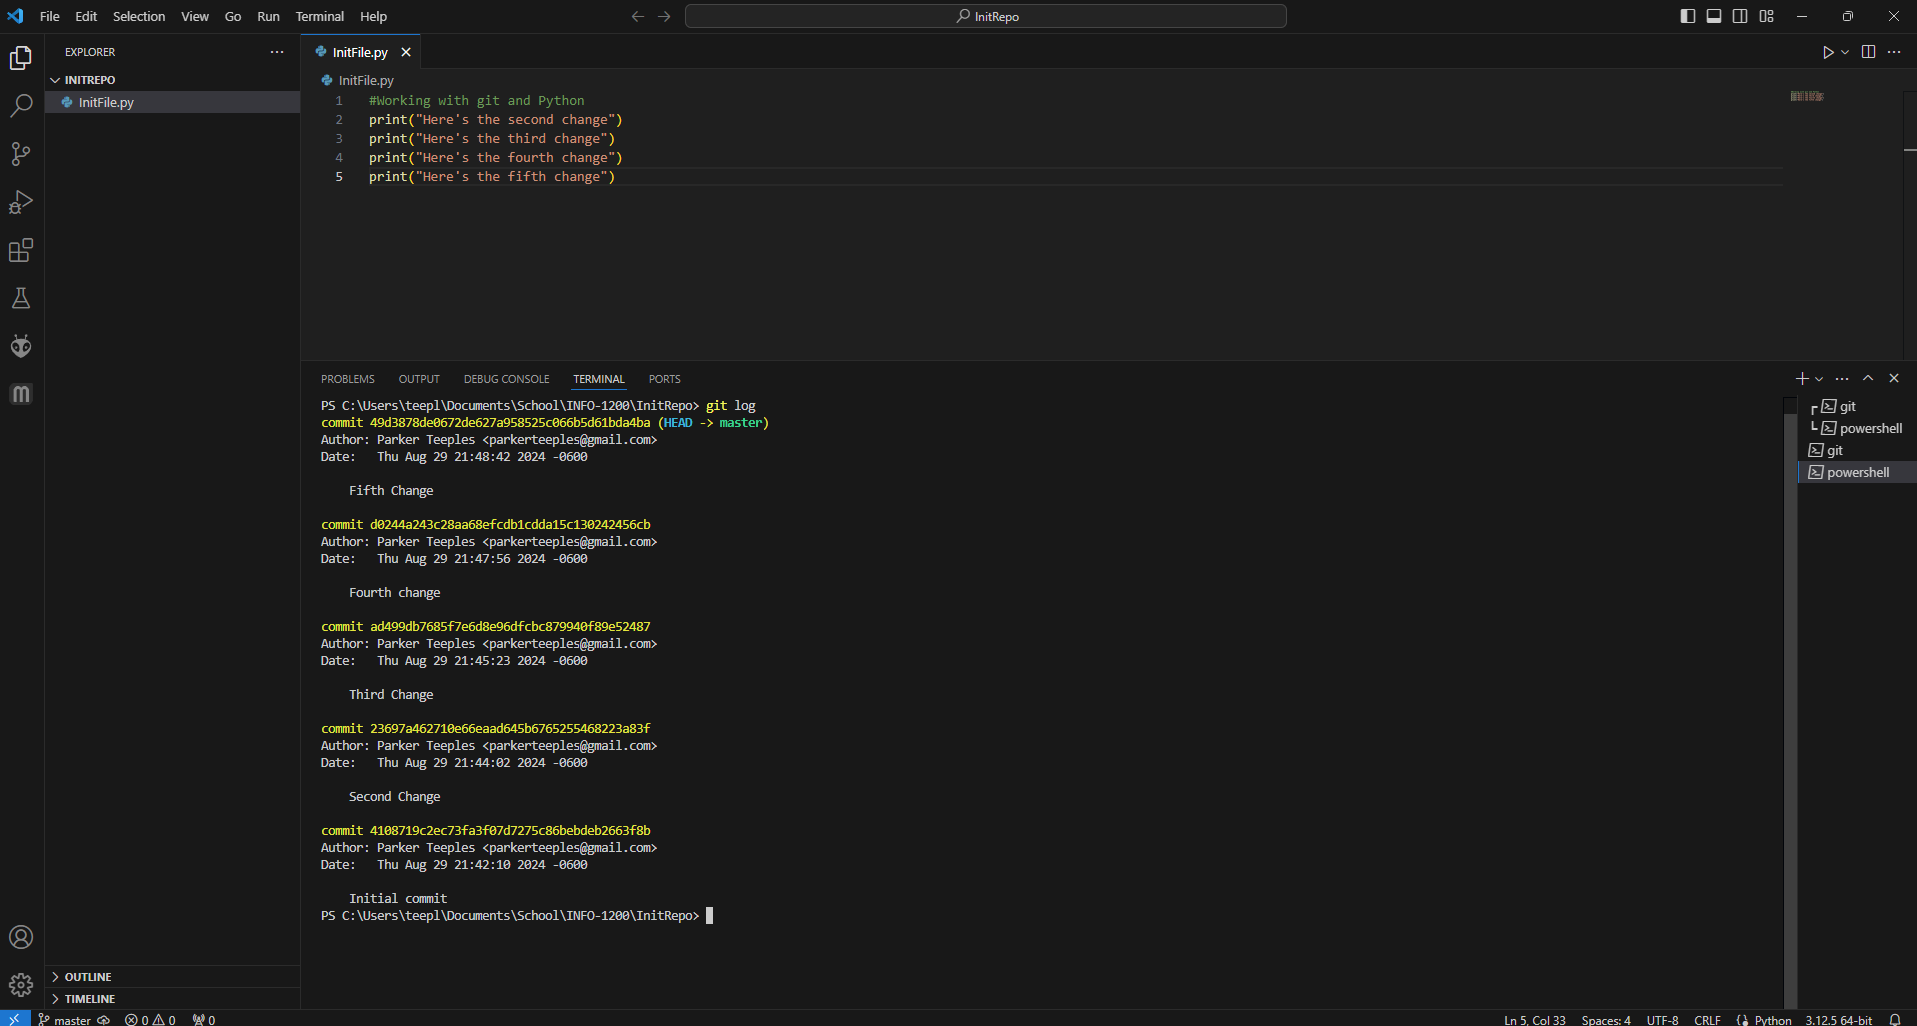 File Edit Selection View Go Run Terminal Help
InitRepo
EXPLORER
INITREPO
InitFile.py
InitFile.py
InitFile.py
1 #Working with git and Python
2 print("Here's the second change")
3 print("Here's the third change")
4 print("Here's the fourth change")
5 print("Here's the fifth change")
PROBLEMS OUTPUT DEBUG CONSOLE TERMINAL PORTS
PS C:\Users\teepl\Documents\School\INFO-1200\InitRepo> git log
commit 49d3878de0672de627a958525c066b5d61bda4ba (HEAD -> master)
Author: Parker Teeples <parkerteeples@gmail.com>
Date:   Thu Aug 29 21:48:42 2024 -0600
Fifth Change
commit d0244a243c28aa68efcdb1cdda15c130242456cb
Author: Parker Teeples <parkerteeples@gmail.com>
Date:   Thu Aug 29 21:47:56 2024 -0600
Fourth change
commit ad499db7685f7e6d8e96dfcbc879940f89e52487
Author: Parker Teeples <parkerteeples@gmail.com>
Date:   Thu Aug 29 21:45:23 2024 -0600
Third Change
commit 23697a462710e66eaad645b6765255468223a83f
Author: Parker Teeples <parkerteeples@gmail.com>
Date:   Thu Aug 29 21:44:02 2024 -0600
Second Change
commit 4108719c2ec73fa3f07d7275c86bebdeb2663f8b
Author: Parker Teeples <parkerteeples@gmail.com>
Date:   Thu Aug 29 21:42:10 2024 -0600
Initial commit
PS C:\Users\teepl\Documents\School\INFO-1200\InitRepo>
git
powershell
git
powershell
OUTLINE
TIMELINE
master 0 0 0
Ln 5, Col 33 Spaces: 4 UTF-8 CRLF Python 3.12.5 64-bit